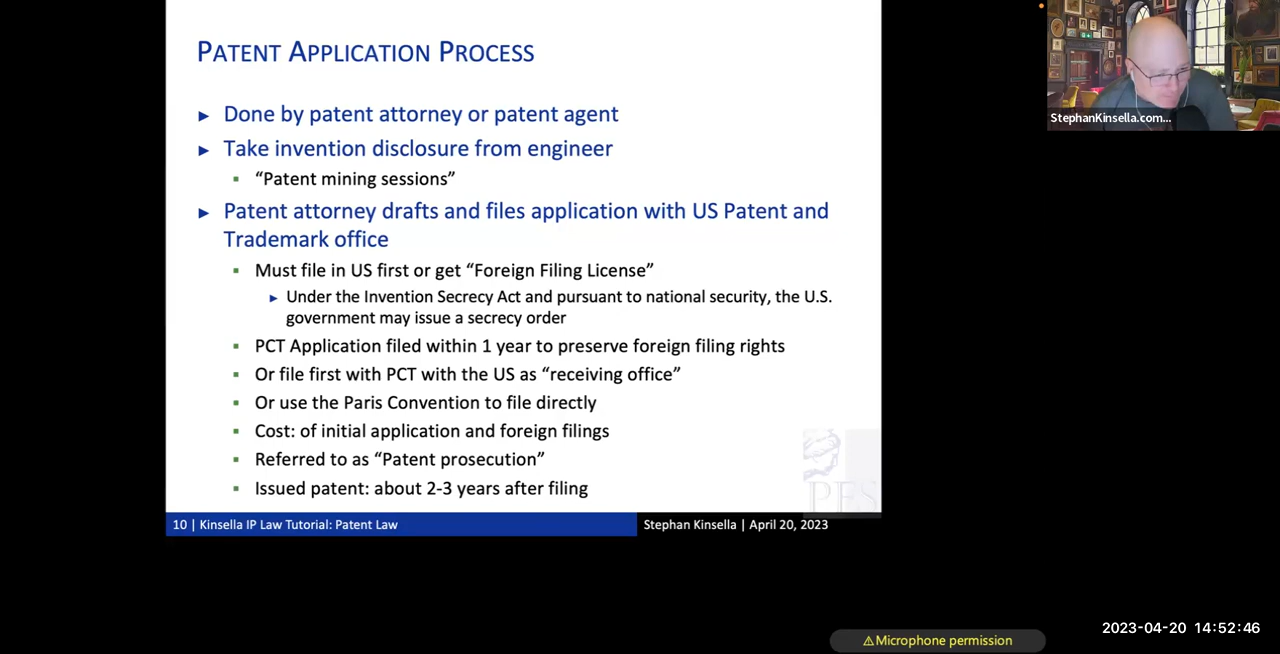 PATENT APPLICATION PROCESS
► Done by patent attorney or patent agent
► Take invention disclosure from engineer
▪ “Patent mining sessions”
► Patent attorney drafts and files application with US Patent and
Trademark office
▪ Must file in US first or get “Foreign Filing License”
► Under the Invention Secrecy Act and pursuant to national security, the U.S.
government may issue a secrecy order
▪ PCT Application filed within 1 year to preserve foreign filing rights
▪ Or file first with PCT with the US as “receiving office”
▪ Or use the Paris Convention to file directly
▪ Cost: of initial application and foreign filings
▪ Referred to as “Patent prosecution”
▪ Issued patent: about 2-3 years after filing
PFS
10 | Kinsella IP Law Tutorial: Patent Law
Stephan Kinsella | April 20, 2023
StephanKinsella.com...
2023-04-20 14:52:46
⚠Microphone permission